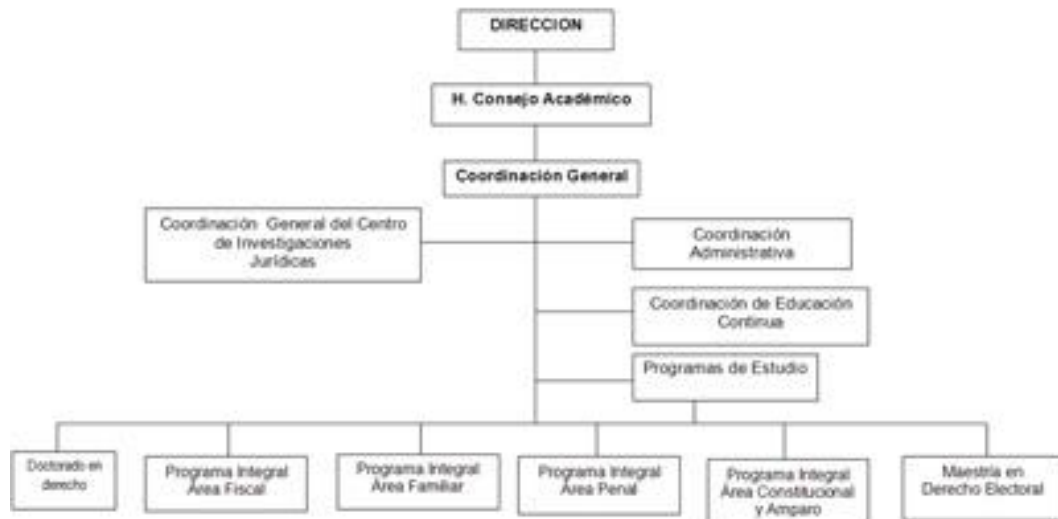 DIRECCION
H. Consejo Académico
Coordinación General
Coordinación General del Centro
de Investigaciones
Jurídicas
Coordinación
Administrativa
Coordinación de Educación
Continua
Programas de Estudio
Doctorado en
derecho
Programa Integral
Área Fiscal
Programa Integral
Área Familiar
Programa Integral
Área Penal
Programa Integral
Área Constitucional
y Amparo
Maestría en
Derecho Electoral